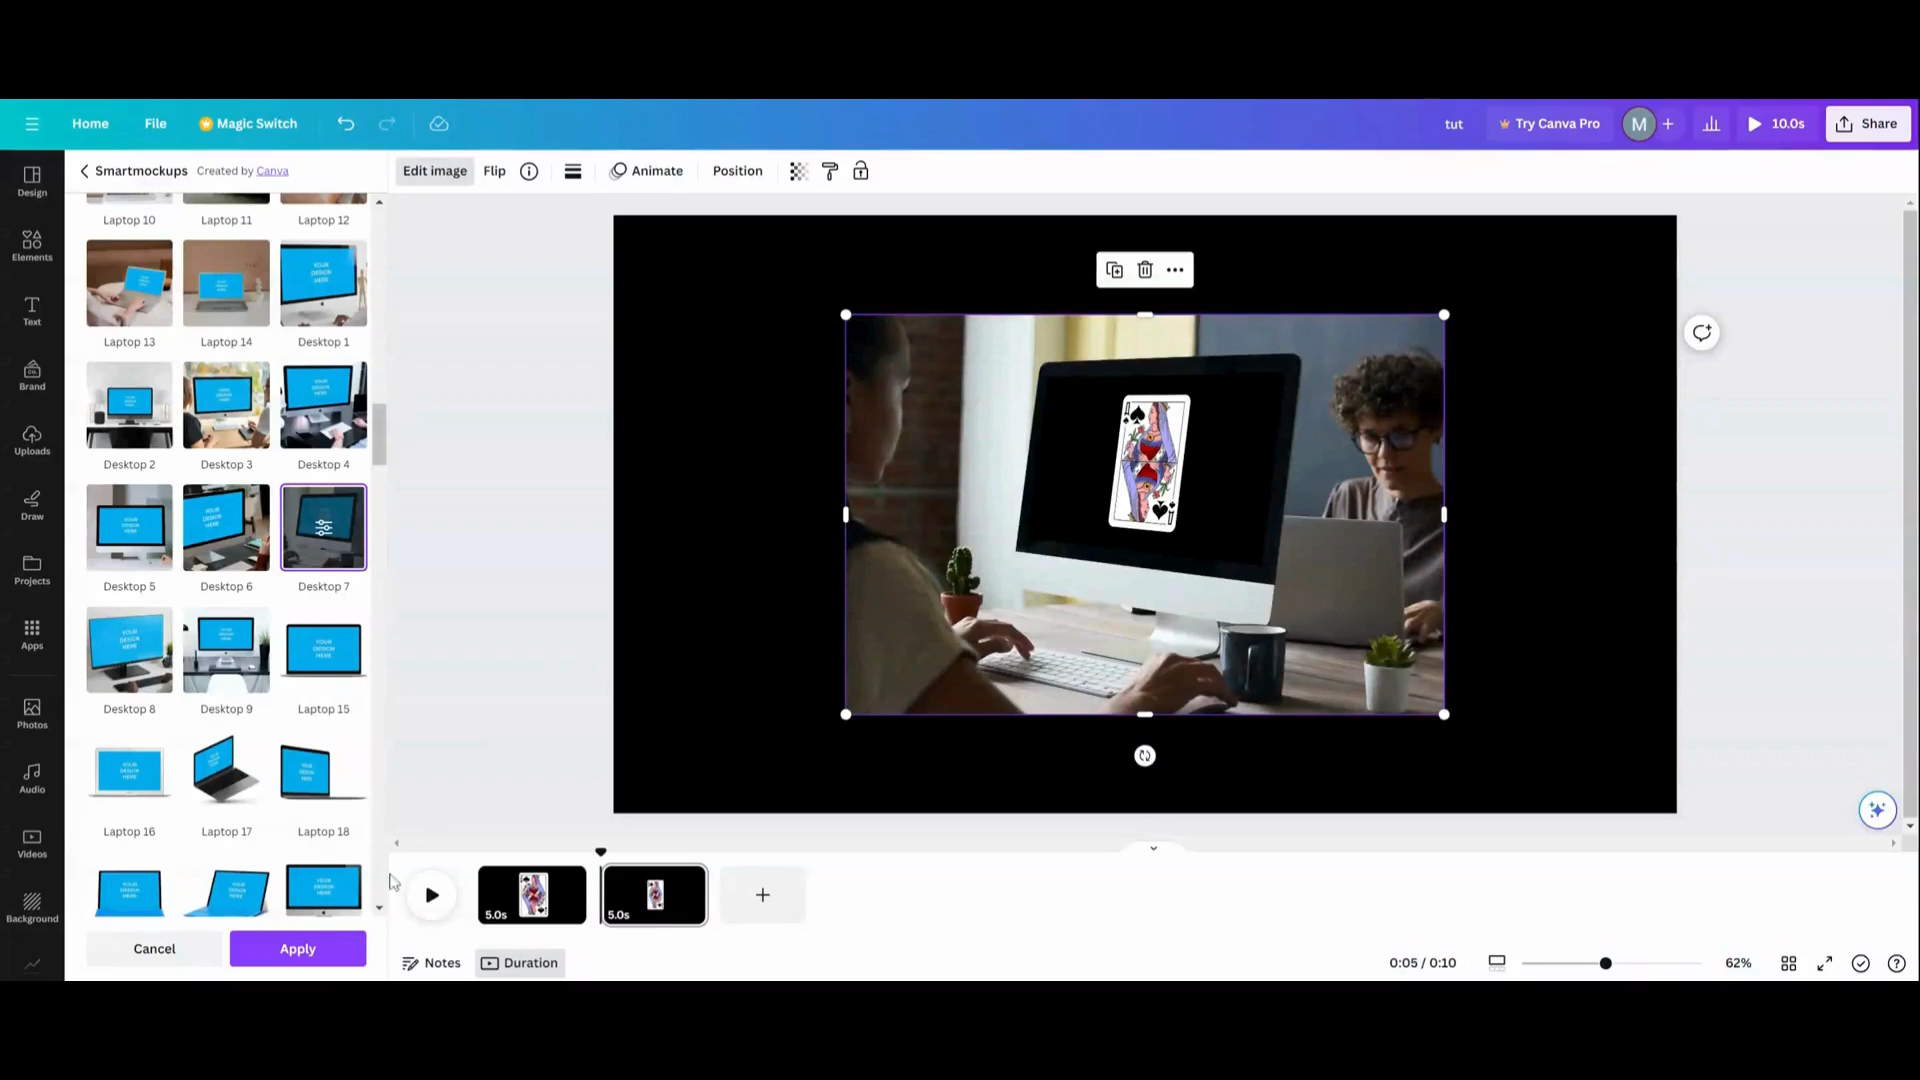 Home File Magic Switch tut Try Canva Pro M 10.0s Share
Smartmockups Created by Canva Edit image Flip Animate Position
Design
Elements
Text
Brand
Uploads
Draw
Projects
Apps
Photos
Audio
Videos
Background
Laptop 10 Laptop 11 Laptop 12
YOUR DESIGN HERE
Laptop 13 Laptop 14 Desktop 1
Desktop 2 Desktop 3 Desktop 4
Desktop 5 Desktop 6 Desktop 7
Desktop 8 Desktop 9 Laptop 15
Laptop 16 Laptop 17 Laptop 18
Cancel Apply
5.0s 5.0s
Notes Duration 0:05 / 0:10 62%